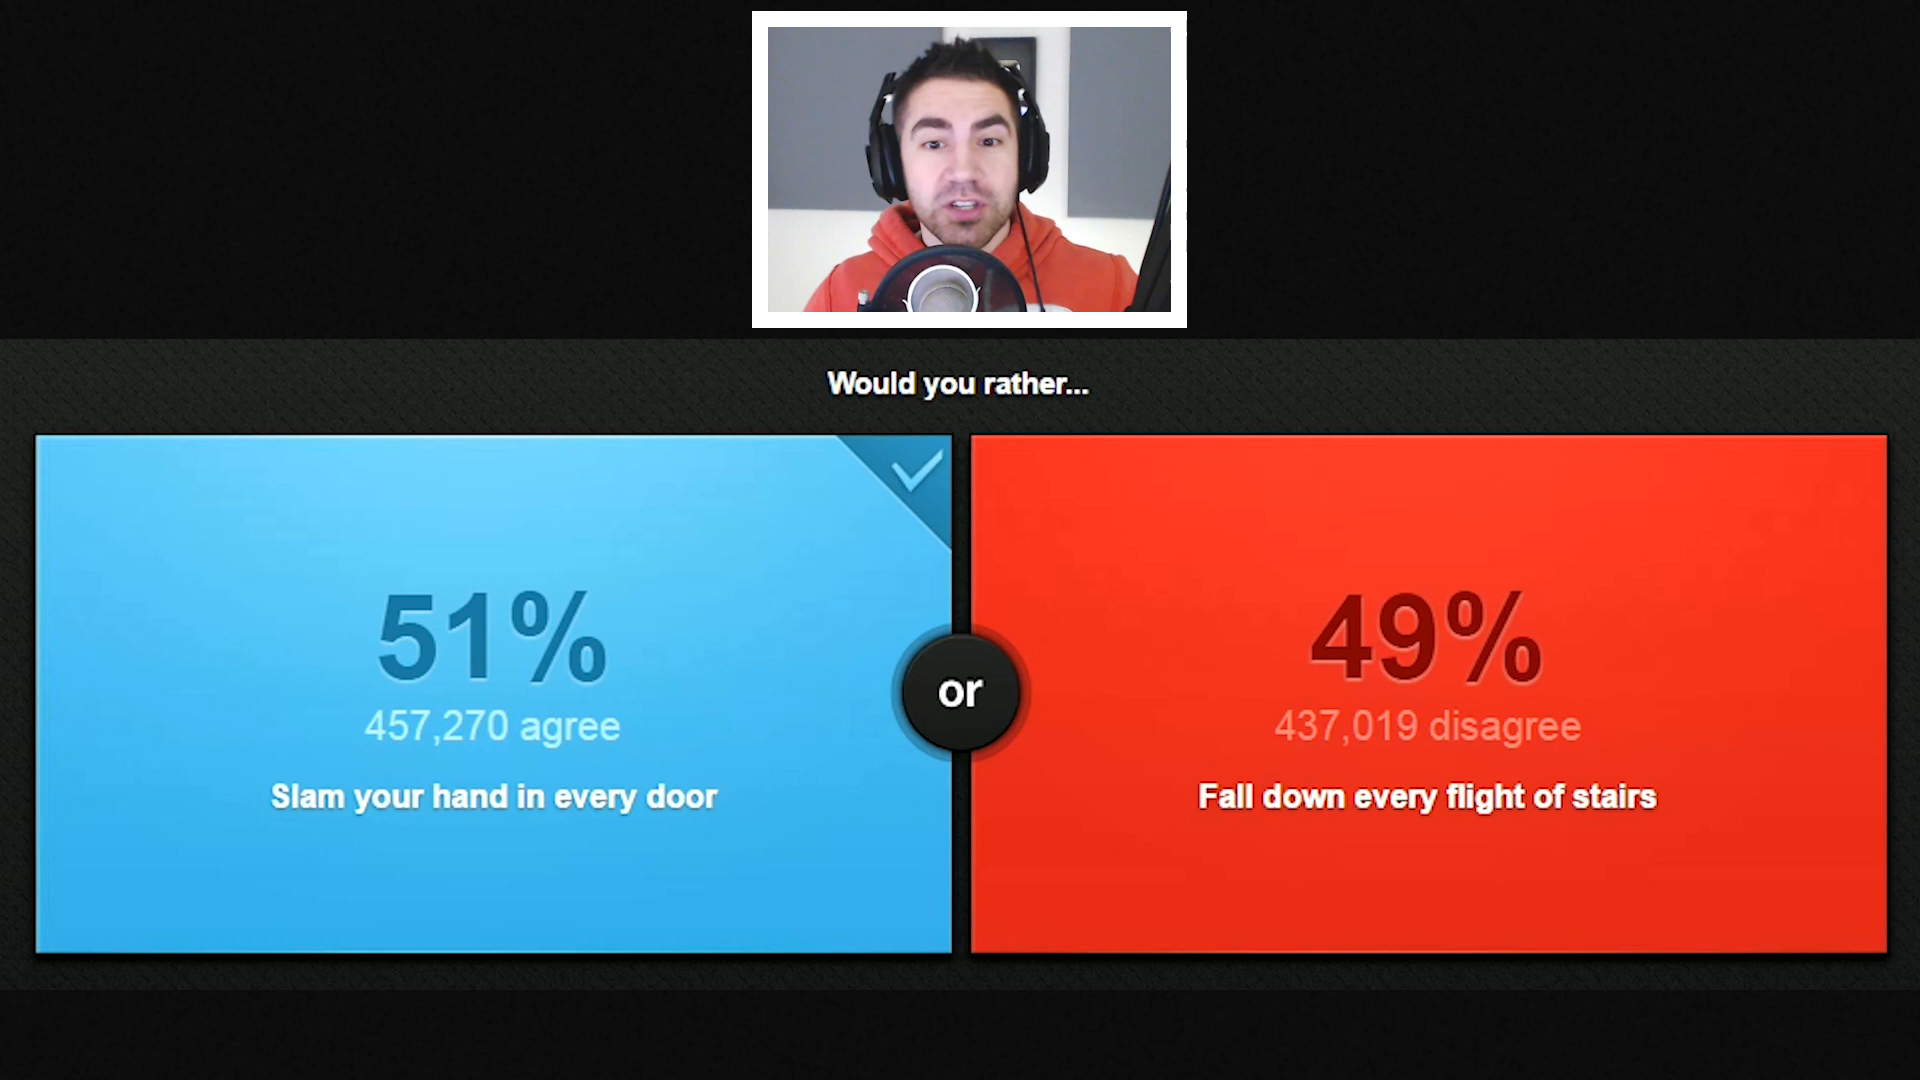 Would you rather...
51%
457,270 agree
Slam your hand in every door
or
49%
437,019 disagree
Fall down every flight of stairs